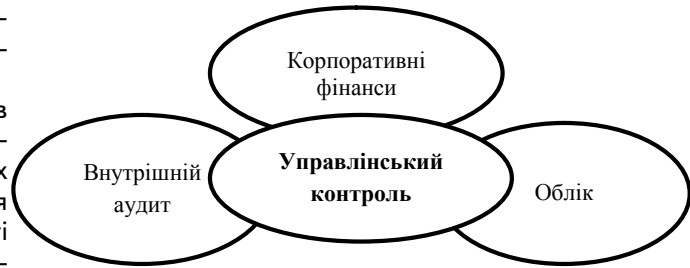 –
–
в
–
х
я
і
–
Корпоративні
фінанси
Внутрішній
аудит
Управлінський
контроль
Облік